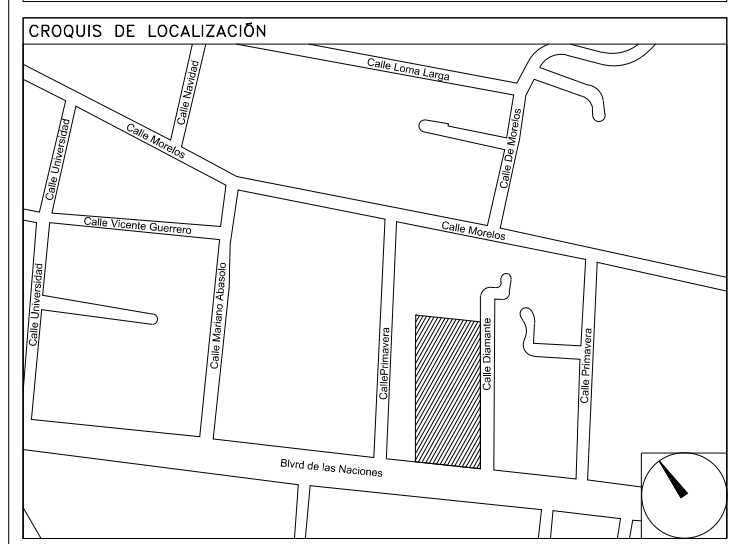 CROQUIS DE LOCALIZACIÓN
Calle Loma Larga
Calle Navidad
Calle Morelos
Calle Universidad
Calle De Morelos
Calle Vicente Guerrero
Calle Morelos
Calle Universidad
Calle Mariano Abasolo
CallePrimavera
Calle Diamante
Calle Primavera
Blvrd de las Naciones